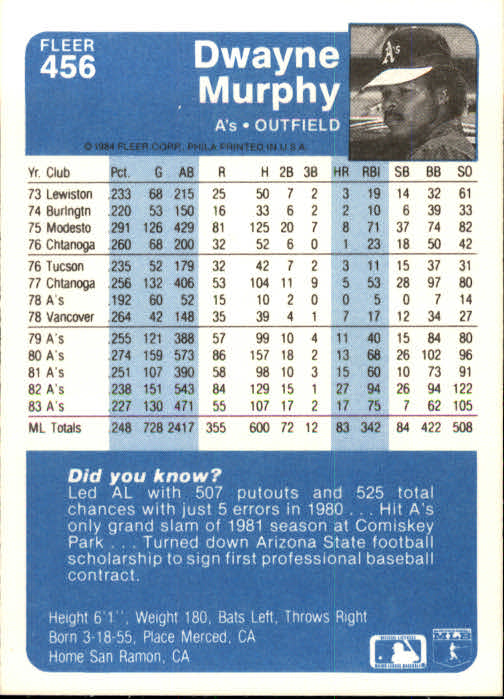 FLEER
456
Dwayne
Murphy
A's • OUTFIELD
A's
© 1984 FLEER CORP., PHILA PRINTED IN U.S.A.
Yr. Club Pct. G AB R H 2B 3B HR RBI SB BB SO
73 Lewiston .233 68 215 25 50 7 2 3 19 14 32 61
74 Burlngtn .220 53 150 16 33 6 2 2 10 6 39 33
75 Modesto .291 126 429 81 125 20 7 8 71 37 74 82
76 Chtanoga .260 68 200 32 52 6 0 1 23 18 50 42
76 Tucson .235 52 179 32 42 7 2 3 11 15 37 31
77 Chtanoga .256 132 406 53 104 11 9 5 53 28 97 80
78 A's .192 60 52 15 10 2 0 0 5 0 7 14
78 Vancover .264 42 148 35 39 4 1 7 17 12 34 27
79 A's .255 121 388 57 99 10 4 11 40 15 84 80
80 A's .274 159 573 86 157 18 2 13 68 26 102 96
81 A's .251 107 390 58 98 10 3 15 60 10 73 91
82 A's .238 151 543 84 129 15 1 27 94 26 94 122
83 A's .227 130 471 55 107 17 2 17 75 7 62 105
ML Totals .248 728 2417 355 600 72 12 83 342 84 422 508
Did you know?
Led AL with 507 putouts and 525 total
chances with just 5 errors in 1980 . . . Hit A's
only grand slam of 1981 season at Comiskey
Park . . . Turned down Arizona State football
scholarship to sign first professional baseball
contract.
Height 6'1'', Weight 180, Bats Left, Throws Right
Born 3-18-55, Place Merced, CA
Home San Ramon, CA